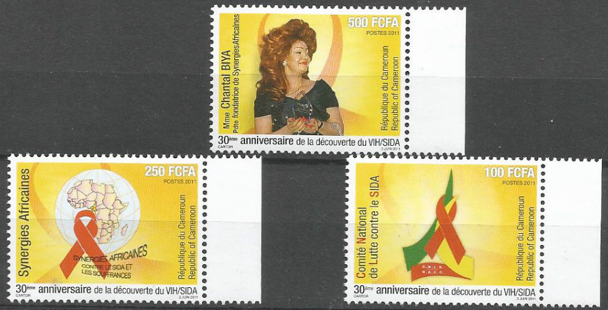 500 FCFA
POSTES 2011
Mme Chantal BIYA
Pdte fondatrice de Synergies Africaines
République du Cameroun
Republic of Cameroon
30ème anniversaire de la découverte du VIH/SIDA
CARTOR
250 FCFA
POSTES 2011
Synergies Africaines
SYNERGIES AFRICAINES
CONTRE LE SIDA ET
LES SOUFFRANCES
République du Cameroun
Republic of Cameroon
30ème anniversaire de la découverte du VIH/SIDA
CARTOR
100 FCFA
POSTES 2011
Comité National
de Lutte contre le SIDA
République du Cameroun
Republic of Cameroon
30ème anniversaire de la découverte du VIH/SIDA
CARTOR